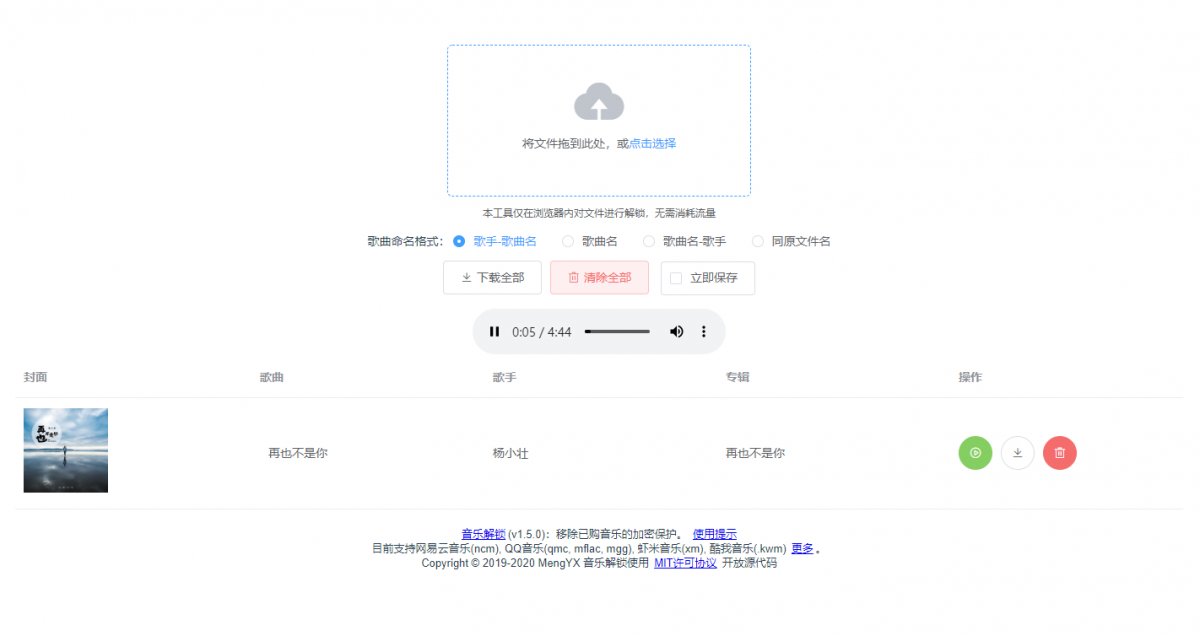 将文件拖到此处，或点击选择
本工具仅在浏览器内对文件进行解锁，无需消耗流量
歌曲命名格式： 歌手-歌曲名 歌曲名 歌曲名-歌手 同原文件名
下载全部 清除全部 立即保存
0:05 / 4:44
封面 歌曲 歌手 专辑 操作
再也
再也不是你 杨小壮 再也不是你
音乐解锁 (v1.5.0)：移除已购音乐的加密保护。 使用提示
目前支持网易云音乐(ncm), QQ音乐(qmc, mflac, mgg), 虾米音乐(xm), 酷我音乐(.kwm) 更多 。
Copyright © 2019-2020 MengYX 音乐解锁使用 MIT许可协议 开放源代码